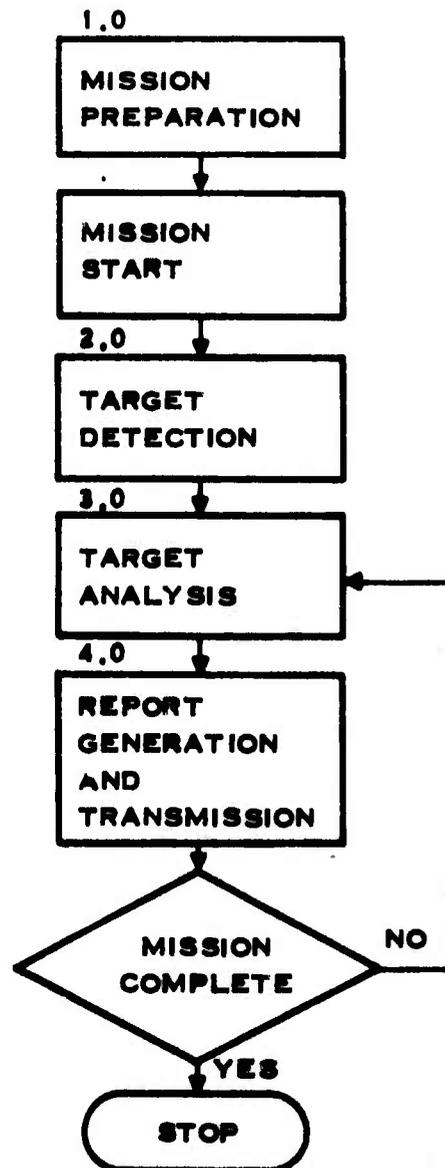 1.0
MISSION
PREPARATION
MISSION
START
2.0
TARGET
DETECTION
3.0
TARGET
ANALYSIS
4.0
REPORT
GENERATION
AND
TRANSMISSION
MISSION
COMPLETE
NO
YES
STOP